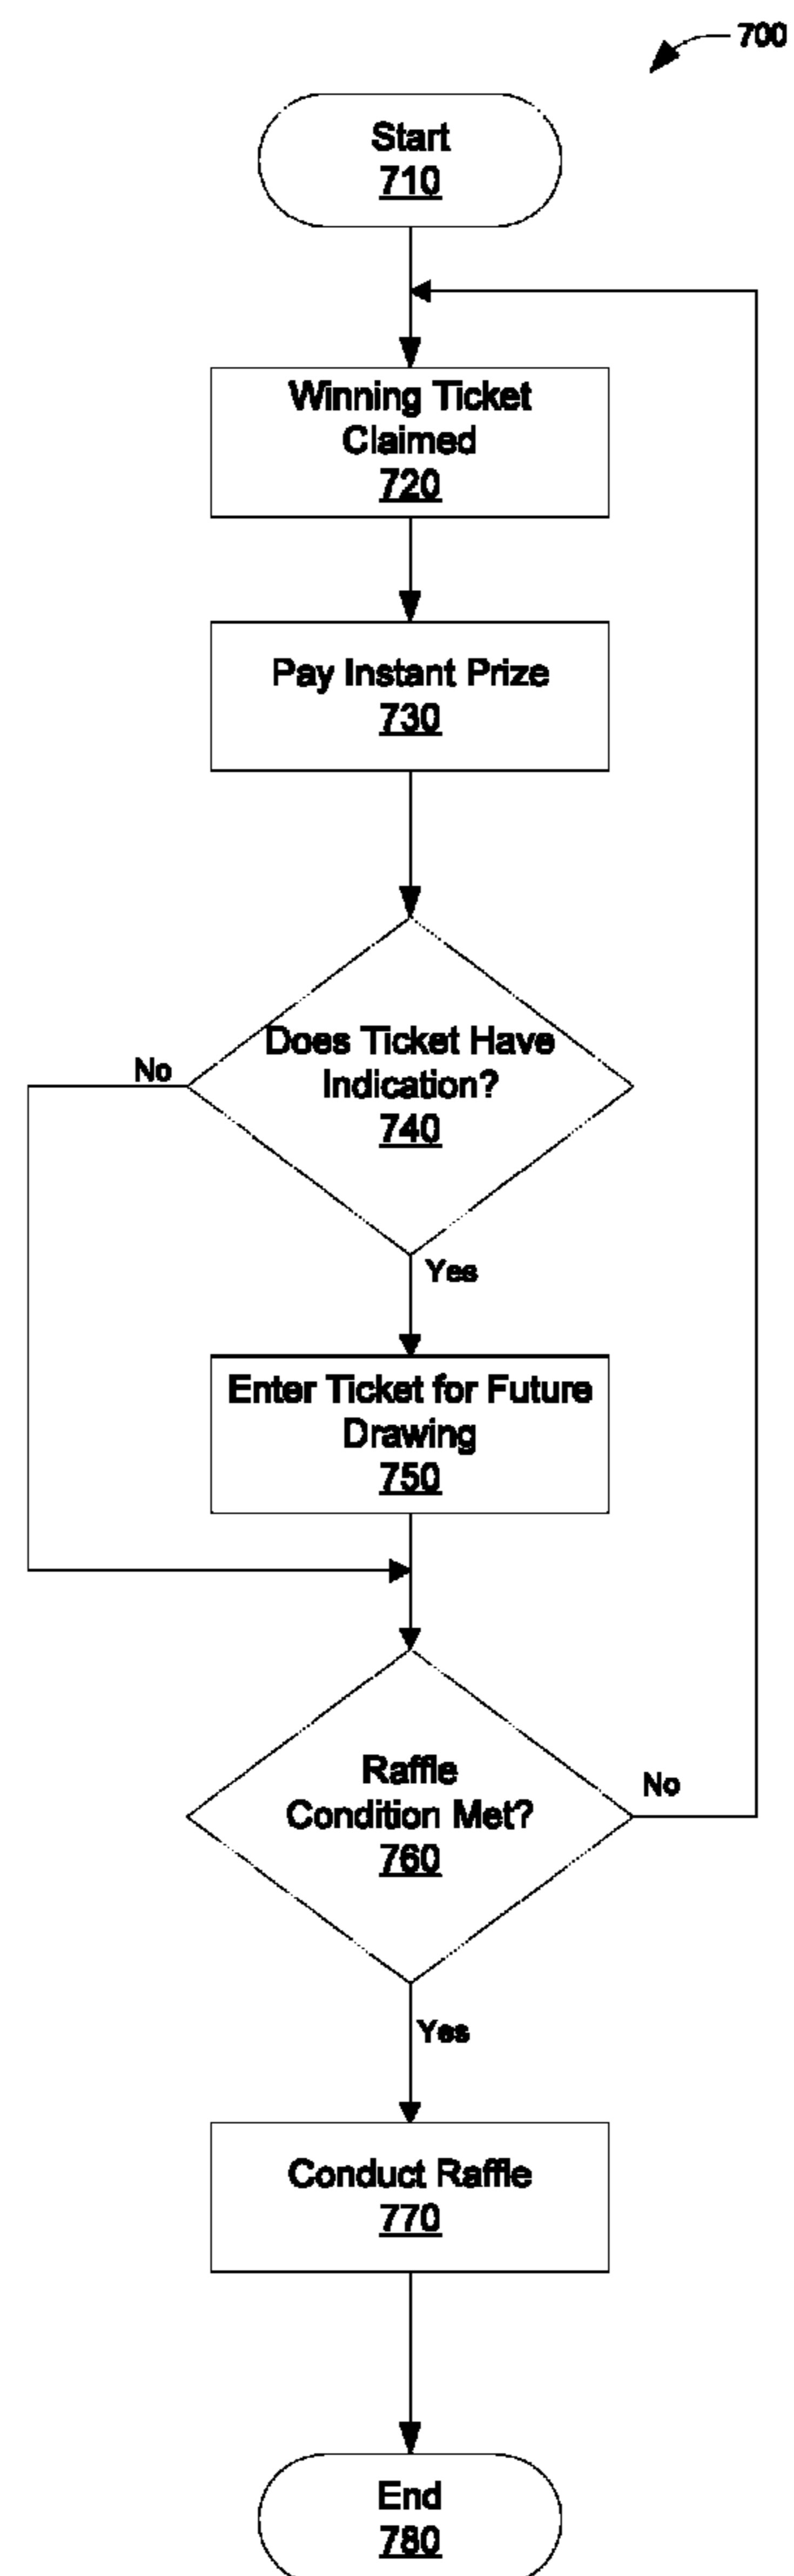 700
Start
710
Winning Ticket
Claimed
720
Pay Instant Prize
730
Does Ticket Have
Indication?
740
No
Yes
Enter Ticket for Future
Drawing
750
Raffle
Condition Met?
760
No
Yes
Conduct Raffle
770
End
780